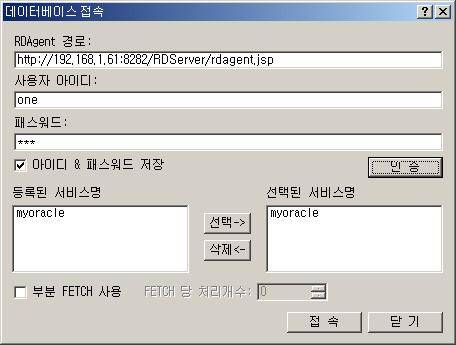 데이터베이스 접속
RDAgent 경로:
http://192.168.1.61:8282/RDServer/rdagent.jsp
사용자 아이디:
one
패스워드:
***
아이디 & 패스워드 저장
인 증
등록된 서비스명
선택된 서비스명
myoracle
선택->
myoracle
삭제<-
부분 FETCH 사용
FETCH 당 처리개수: 0
접 속
닫 기